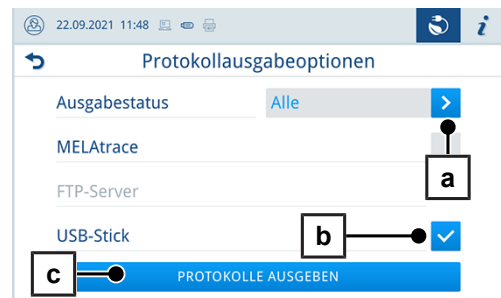 22.09.2021 11:48
i
Protokollausgabeoptionen
Ausgabestatus Alle
MELAtrace
a
FTP-Server
USB-Stick b
c PROTOKOLLE AUSGEBEN